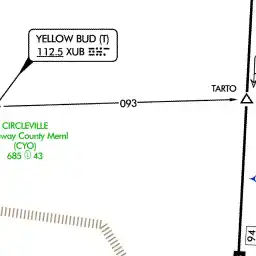 YELLOW BUD (T)
112.5 XUB
TARTO
093
CIRCLEVILLE
way County Meml
(CYO)
685 Ⓛ 43
94